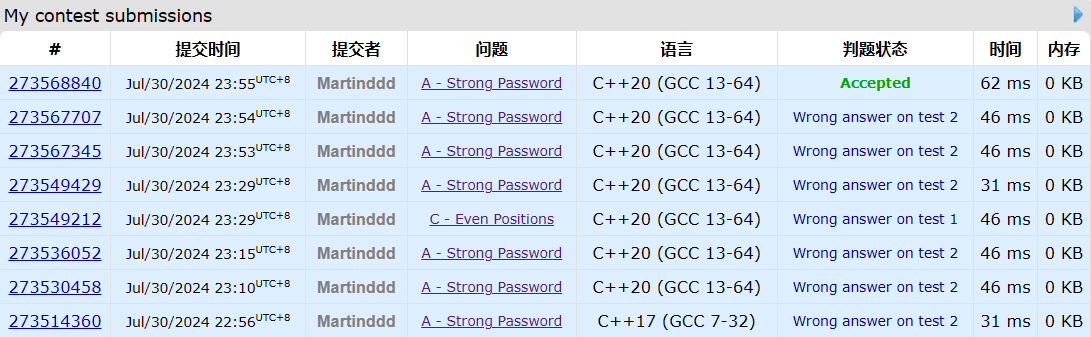 My contest submissions
# 提交时间 提交者 问题 语言 判题状态 时间 内存
273568840 Jul/30/2024 23:55UTC+8 Martinddd A - Strong Password C++20 (GCC 13-64) Accepted 62 ms 0 KB
273567707 Jul/30/2024 23:54UTC+8 Martinddd A - Strong Password C++20 (GCC 13-64) Wrong answer on test 2 46 ms 0 KB
273567345 Jul/30/2024 23:53UTC+8 Martinddd A - Strong Password C++20 (GCC 13-64) Wrong answer on test 2 46 ms 0 KB
273549429 Jul/30/2024 23:29UTC+8 Martinddd A - Strong Password C++20 (GCC 13-64) Wrong answer on test 2 31 ms 0 KB
273549212 Jul/30/2024 23:29UTC+8 Martinddd C - Even Positions C++20 (GCC 13-64) Wrong answer on test 1 46 ms 0 KB
273536052 Jul/30/2024 23:15UTC+8 Martinddd A - Strong Password C++20 (GCC 13-64) Wrong answer on test 2 46 ms 0 KB
273530458 Jul/30/2024 23:10UTC+8 Martinddd A - Strong Password C++20 (GCC 13-64) Wrong answer on test 2 46 ms 0 KB
273514360 Jul/30/2024 22:56UTC+8 Martinddd A - Strong Password C++17 (GCC 7-32) Wrong answer on test 2 31 ms 0 KB